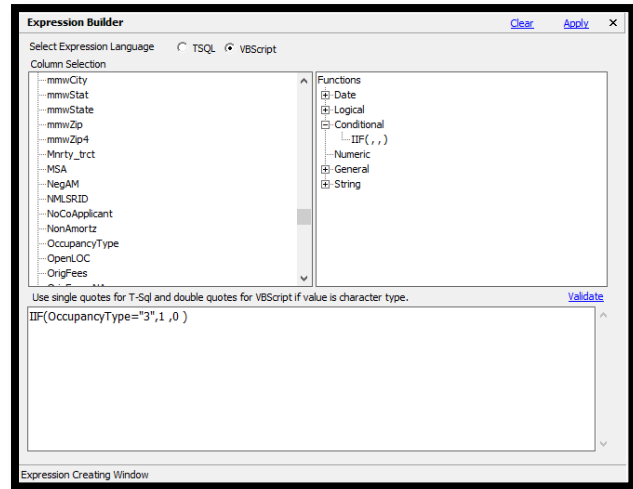 Expression Builder Clear Apply ×
Select Expression Language TSQL VBScript
Column Selection
mmwCity
mmwStat
mmwState
mmwZip
mmwZip4
Mnrty_trct
MSA
NegAM
NMLSRID
NoCoApplicant
NonAmortz
OccupancyType
OpenLOC
OrigFees
Functions
Date
Logical
Conditional
IIF( , , )
Numeric
General
String
Use single quotes for T-Sql and double quotes for VBScript if value is character type. Validate
IIF(OccupancyType="3",1 ,0 )
Expression Creating Window